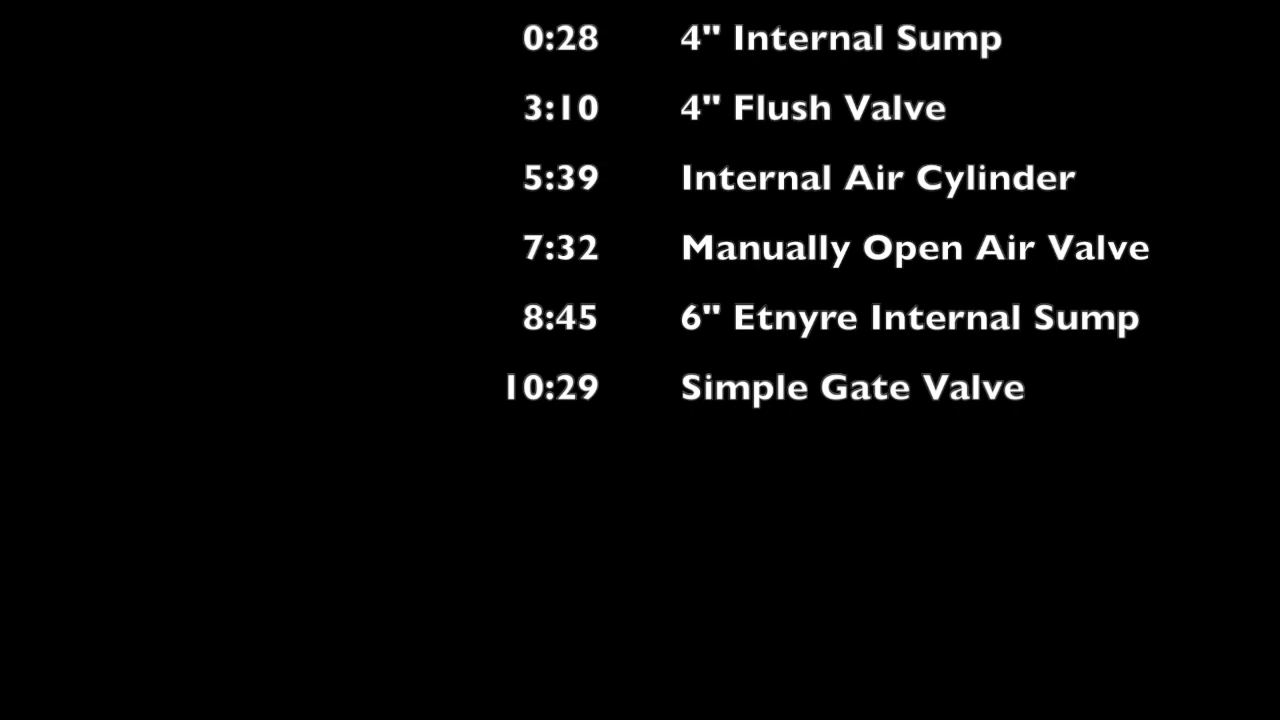 0:28 4" Internal Sump
3:10 4" Flush Valve
5:39 Internal Air Cylinder
7:32 Manually Open Air Valve
8:45 6" Etnyre Internal Sump
10:29 Simple Gate Valve